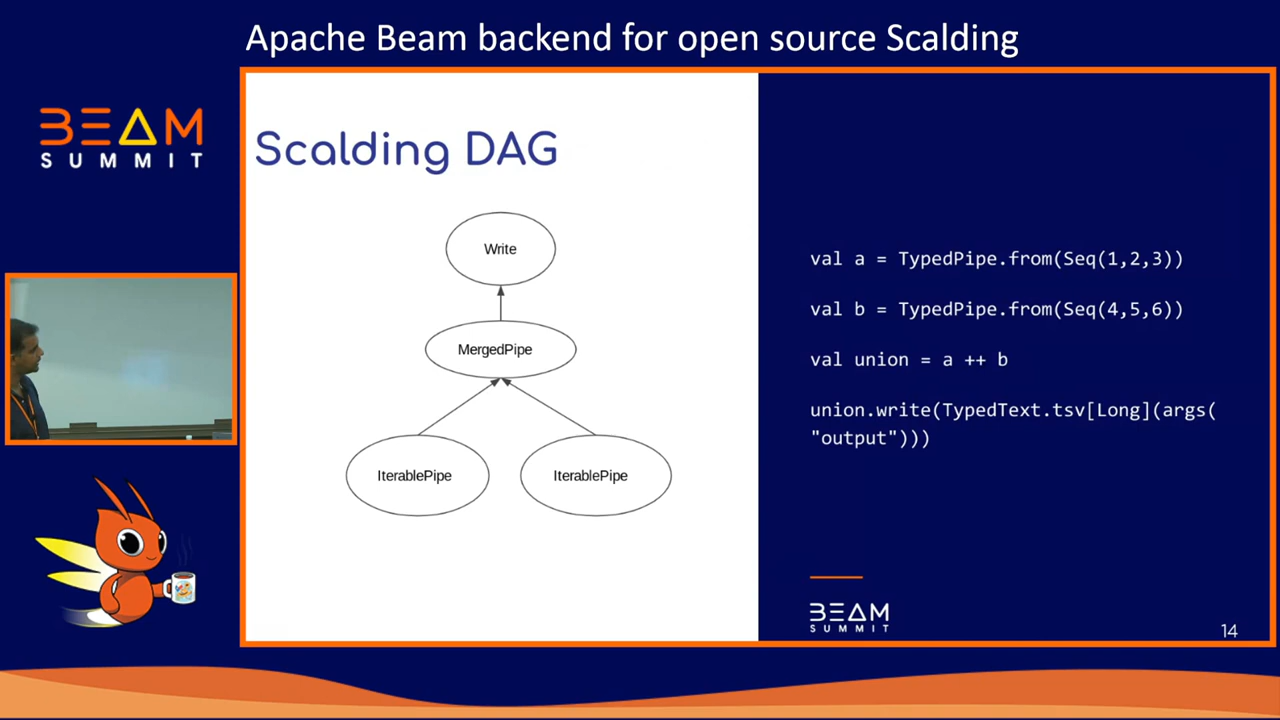 Apache Beam backend for open source Scalding
BEAM
SUMMIT
Scalding DAG
Write
MergedPipe
IterablePipe
IterablePipe
val a = TypedPipe.from(Seq(1,2,3))
val b = TypedPipe.from(Seq(4,5,6))
val union = a ++ b
union.write(TypedText.tsv[Long](args(
"output")))
BEAM
SUMMIT
14